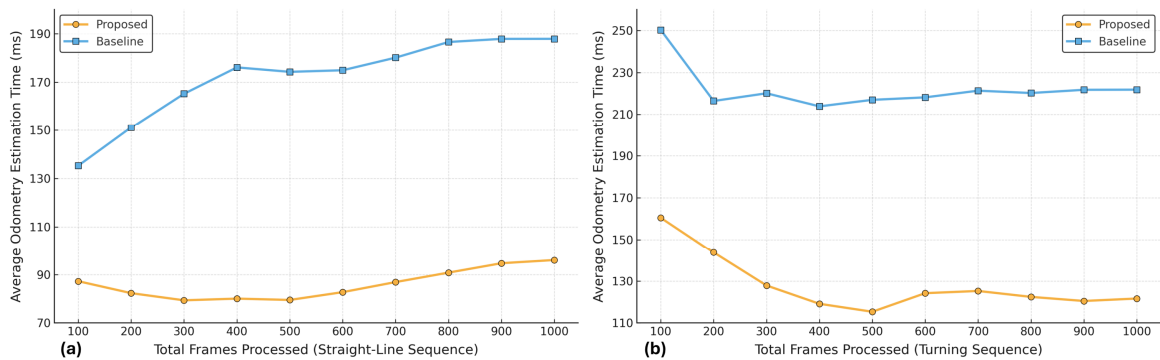 Average Odometry Estimation Time (ms)
190
170
150
130
110
90
70
Proposed
Baseline
100 200 300 400 500 600 700 800 900 1000
(a) Total Frames Processed (Straight-Line Sequence)
Average Odometry Estimation Time (ms)
250
230
210
190
170
150
130
110
Proposed
Baseline
100 200 300 400 500 600 700 800 900 1000
(b) Total Frames Processed (Turning Sequence)